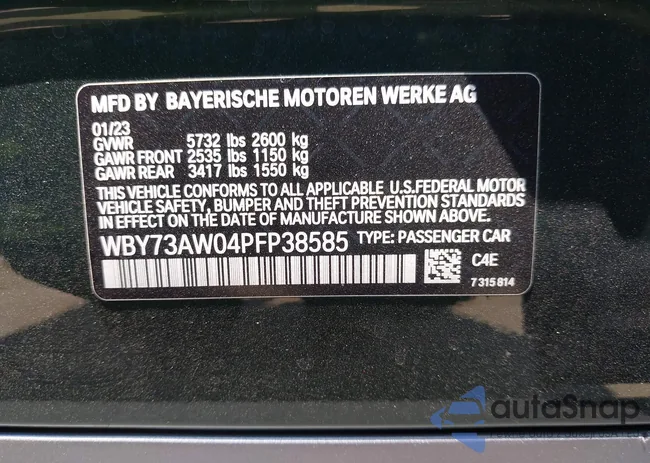 MFD BY BAYERISCHE MOTOREN WERKE AG
01/23
GVWR 5732 lbs 2600 kg
GAWR FRONT 2535 lbs 1150 kg
GAWR REAR 3417 lbs 1550 kg
THIS VEHICLE CONFORMS TO ALL APPLICABLE U.S.FEDERAL MOTOR
VEHICLE SAFETY, BUMPER AND THEFT PREVENTION STANDARDS
IN EFFECT ON THE DATE OF MANUFACTURE SHOWN ABOVE.
WBY73AW04PFP38585 TYPE: PASSENGER CAR
C4E
7315814
autoSnap